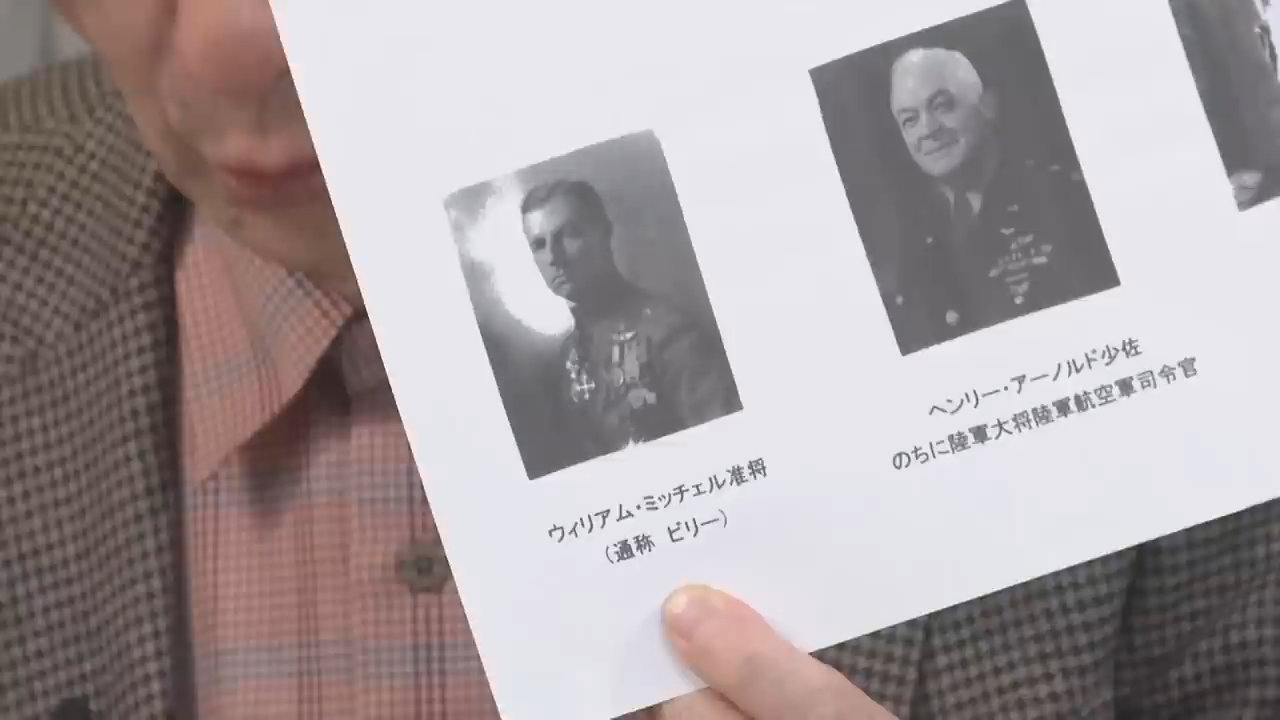 ウィリアム・ミッチェル准将
（通称 ビリー）
ヘンリー・アーノルド少佐
のちに陸軍大将陸軍航空軍司令官